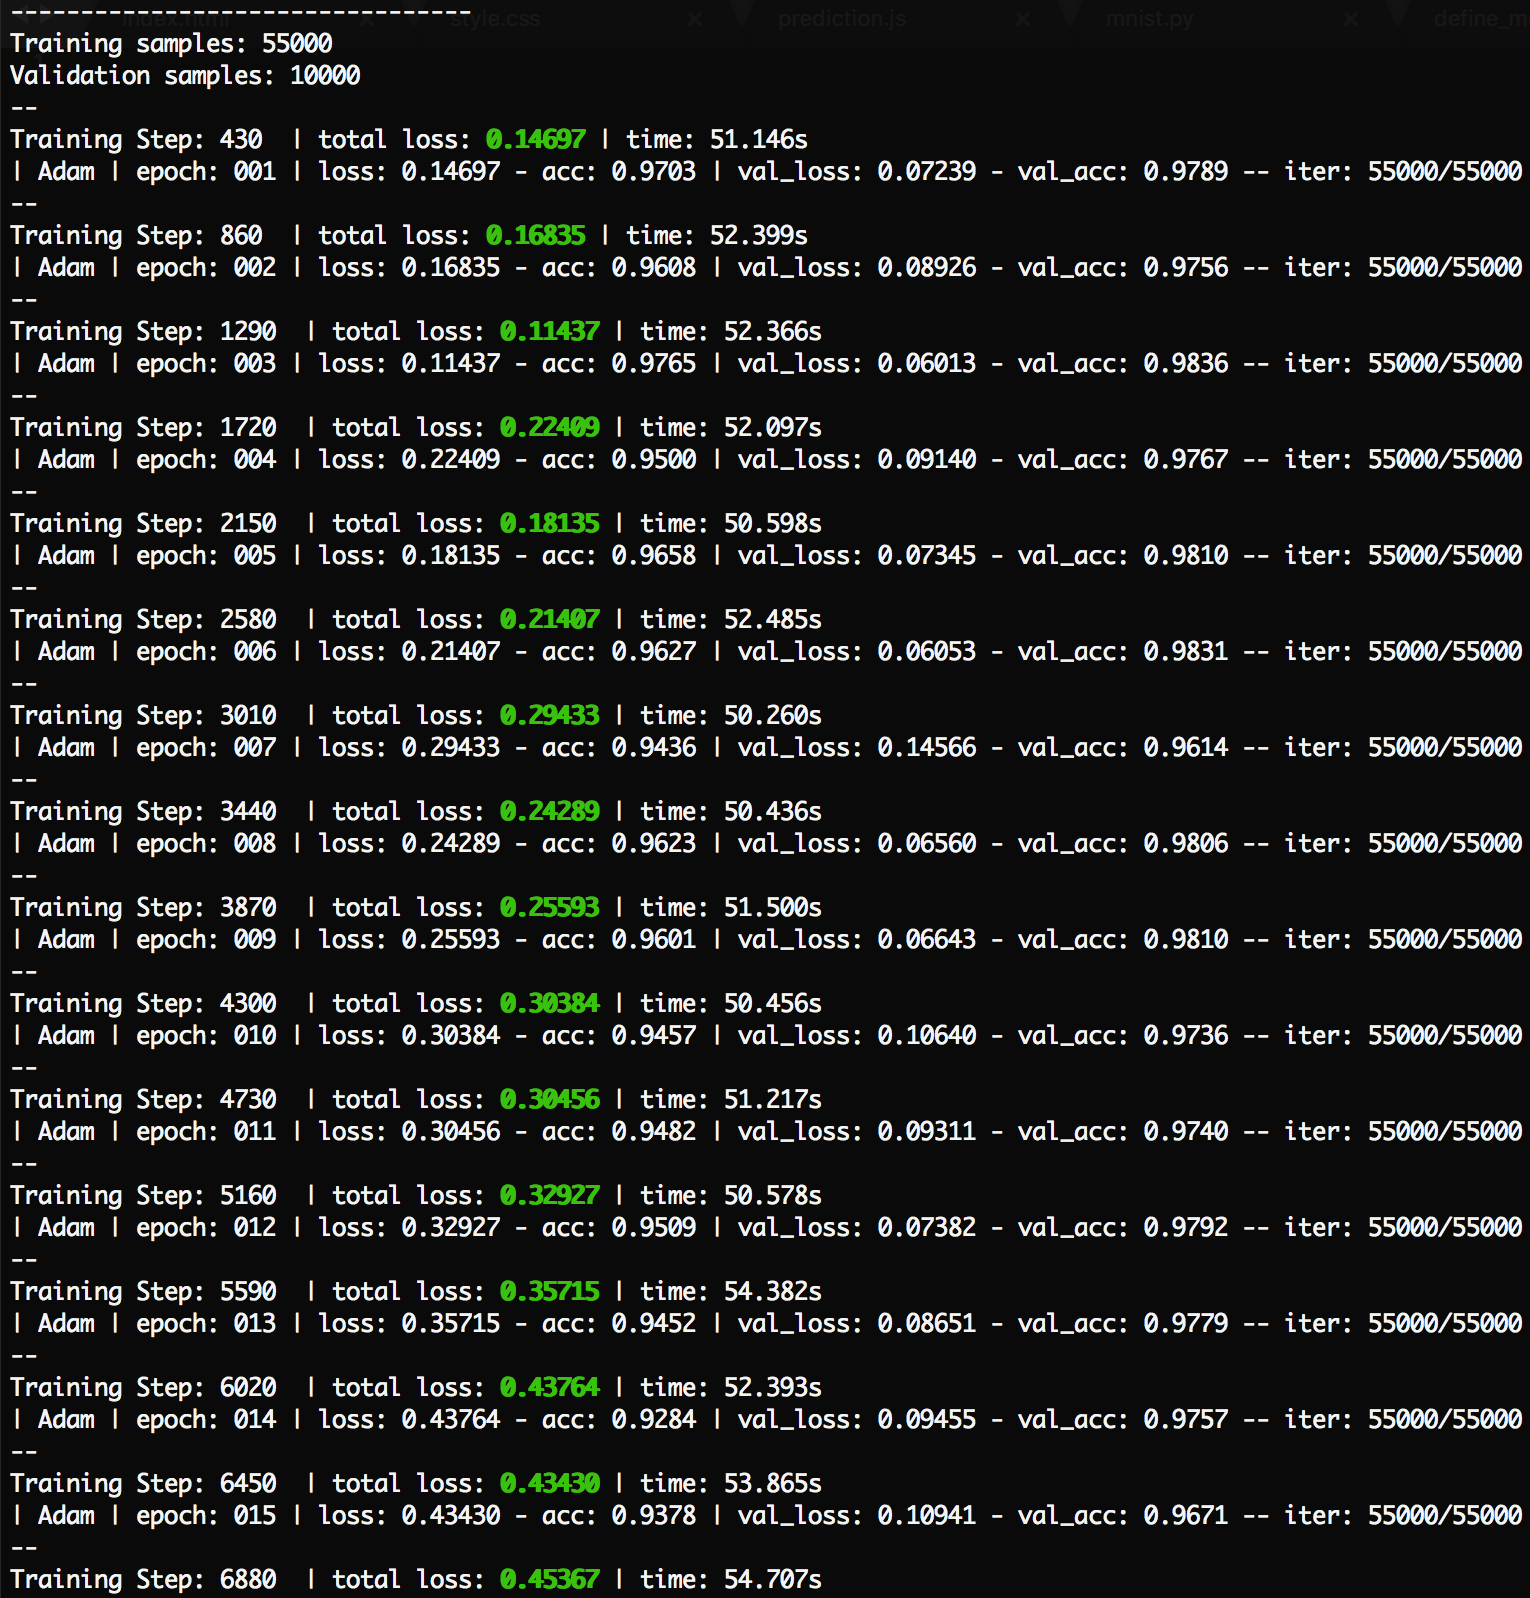 index.html × style.css × prediction.js × mnist.py × define_m
---------------------------------
Training samples: 55000
Validation samples: 10000
--
Training Step: 430  | total loss: 0.14697 | time: 51.146s
| Adam | epoch: 001 | loss: 0.14697 - acc: 0.9703 | val_loss: 0.07239 - val_acc: 0.9789 -- iter: 55000/55000
--
Training Step: 860  | total loss: 0.16835 | time: 52.399s
| Adam | epoch: 002 | loss: 0.16835 - acc: 0.9608 | val_loss: 0.08926 - val_acc: 0.9756 -- iter: 55000/55000
--
Training Step: 1290  | total loss: 0.11437 | time: 52.366s
| Adam | epoch: 003 | loss: 0.11437 - acc: 0.9765 | val_loss: 0.06013 - val_acc: 0.9836 -- iter: 55000/55000
--
Training Step: 1720  | total loss: 0.22409 | time: 52.097s
| Adam | epoch: 004 | loss: 0.22409 - acc: 0.9500 | val_loss: 0.09140 - val_acc: 0.9767 -- iter: 55000/55000
--
Training Step: 2150  | total loss: 0.18135 | time: 50.598s
| Adam | epoch: 005 | loss: 0.18135 - acc: 0.9658 | val_loss: 0.07345 - val_acc: 0.9810 -- iter: 55000/55000
--
Training Step: 2580  | total loss: 0.21407 | time: 52.485s
| Adam | epoch: 006 | loss: 0.21407 - acc: 0.9627 | val_loss: 0.06053 - val_acc: 0.9831 -- iter: 55000/55000
--
Training Step: 3010  | total loss: 0.29433 | time: 50.260s
| Adam | epoch: 007 | loss: 0.29433 - acc: 0.9436 | val_loss: 0.14566 - val_acc: 0.9614 -- iter: 55000/55000
--
Training Step: 3440  | total loss: 0.24289 | time: 50.436s
| Adam | epoch: 008 | loss: 0.24289 - acc: 0.9623 | val_loss: 0.06560 - val_acc: 0.9806 -- iter: 55000/55000
--
Training Step: 3870  | total loss: 0.25593 | time: 51.500s
| Adam | epoch: 009 | loss: 0.25593 - acc: 0.9601 | val_loss: 0.06643 - val_acc: 0.9810 -- iter: 55000/55000
--
Training Step: 4300  | total loss: 0.30384 | time: 50.456s
| Adam | epoch: 010 | loss: 0.30384 - acc: 0.9457 | val_loss: 0.10640 - val_acc: 0.9736 -- iter: 55000/55000
--
Training Step: 4730  | total loss: 0.30456 | time: 51.217s
| Adam | epoch: 011 | loss: 0.30456 - acc: 0.9482 | val_loss: 0.09311 - val_acc: 0.9740 -- iter: 55000/55000
--
Training Step: 5160  | total loss: 0.32927 | time: 50.578s
| Adam | epoch: 012 | loss: 0.32927 - acc: 0.9509 | val_loss: 0.07382 - val_acc: 0.9792 -- iter: 55000/55000
--
Training Step: 5590  | total loss: 0.35715 | time: 54.382s
| Adam | epoch: 013 | loss: 0.35715 - acc: 0.9452 | val_loss: 0.08651 - val_acc: 0.9779 -- iter: 55000/55000
--
Training Step: 6020  | total loss: 0.43764 | time: 52.393s
| Adam | epoch: 014 | loss: 0.43764 - acc: 0.9284 | val_loss: 0.09455 - val_acc: 0.9757 -- iter: 55000/55000
--
Training Step: 6450  | total loss: 0.43430 | time: 53.865s
| Adam | epoch: 015 | loss: 0.43430 - acc: 0.9378 | val_loss: 0.10941 - val_acc: 0.9671 -- iter: 55000/55000
--
Training Step: 6880  | total loss: 0.45367 | time: 54.707s